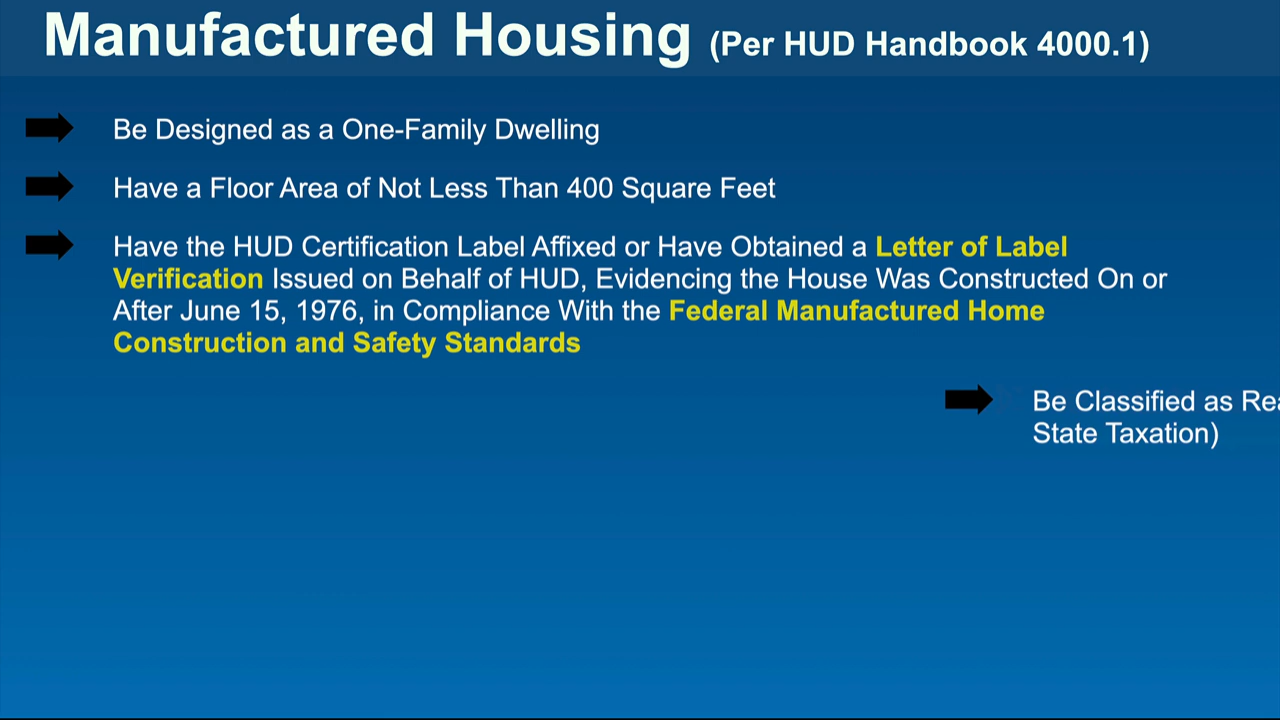 Manufactured Housing (Per HUD Handbook 4000.1)
Be Designed as a One-Family Dwelling
Have a Floor Area of Not Less Than 400 Square Feet
Have the HUD Certification Label Affixed or Have Obtained a Letter of Label
Verification Issued on Behalf of HUD, Evidencing the House Was Constructed On or
After June 15, 1976, in Compliance With the Federal Manufactured Home
Construction and Safety Standards
Be Classified as
State Taxation)